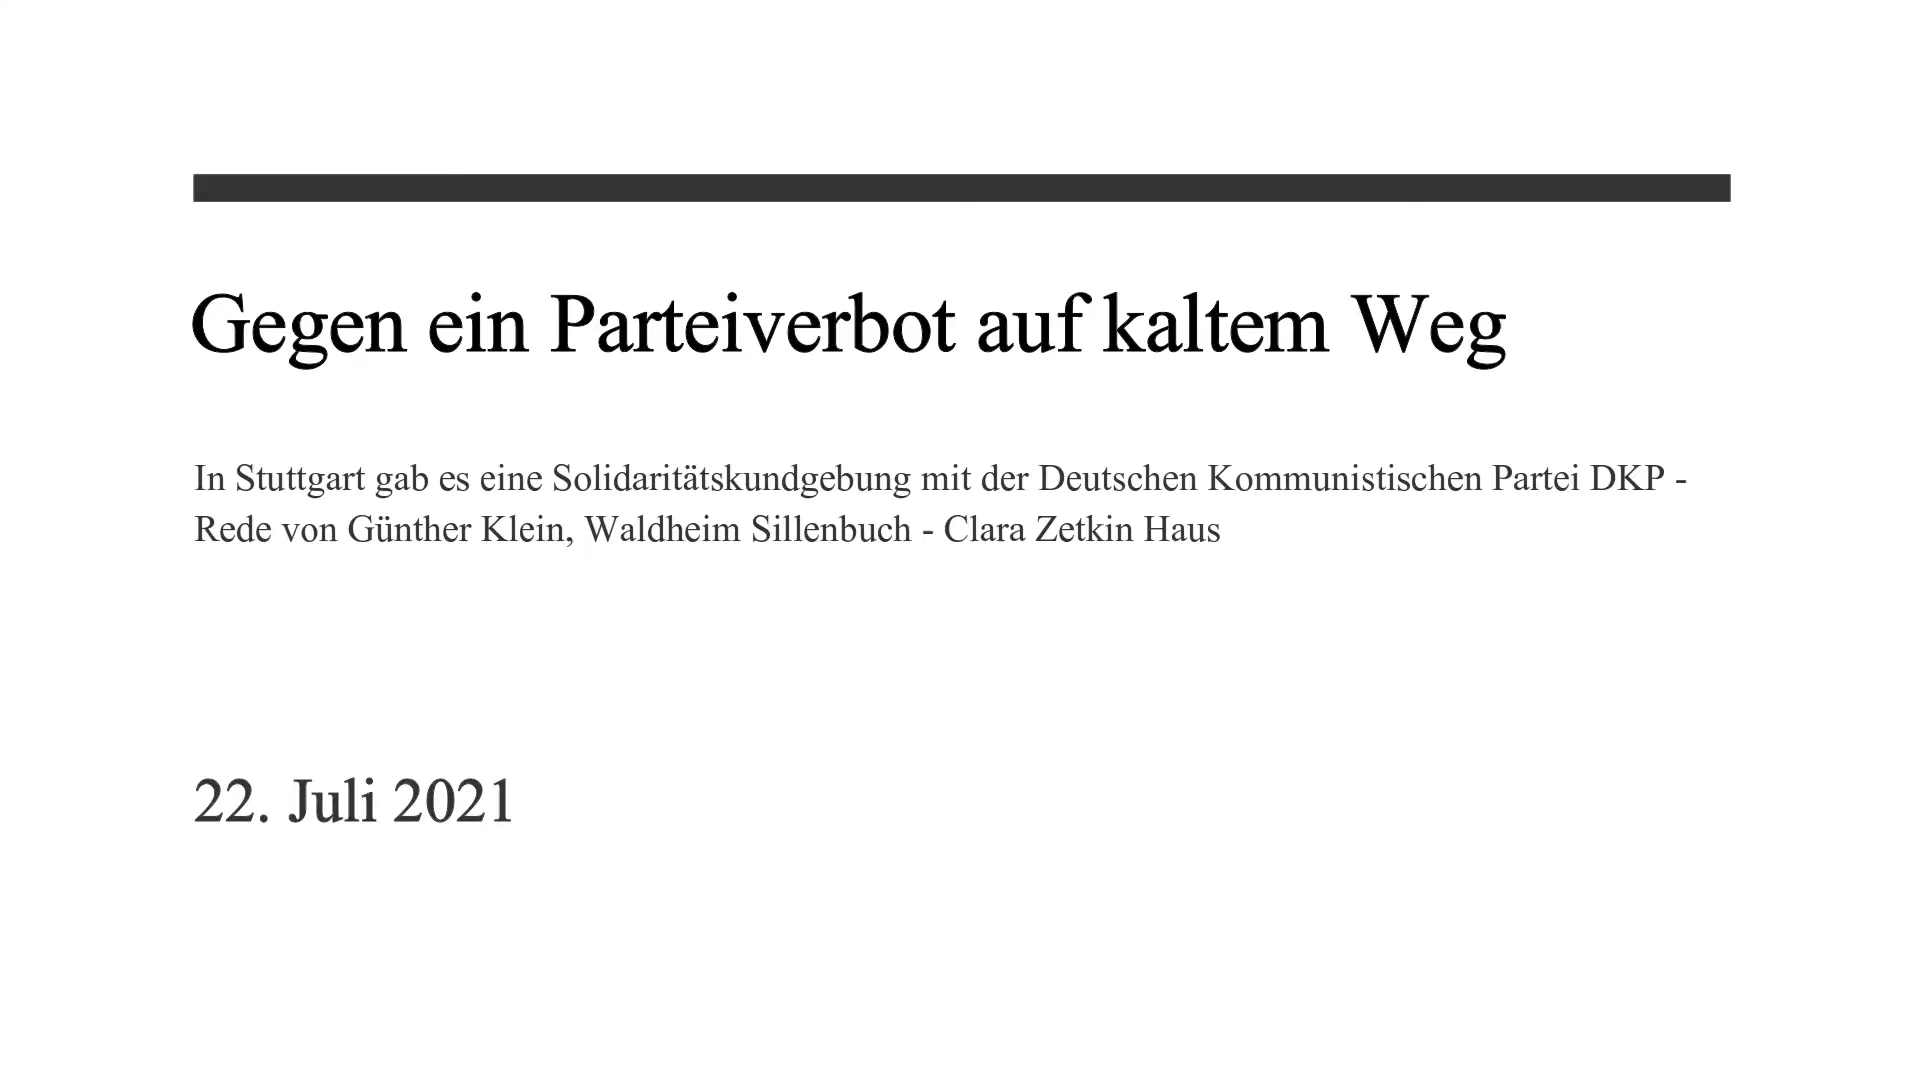 Gegen ein Parteiverbot auf kaltem Weg
In Stuttgart gab es eine Solidaritätskundgebung mit der Deutschen Kommunistischen Partei DKP -
Rede von Günther Klein, Waldheim Sillenbuch - Clara Zetkin Haus
22. Juli 2021